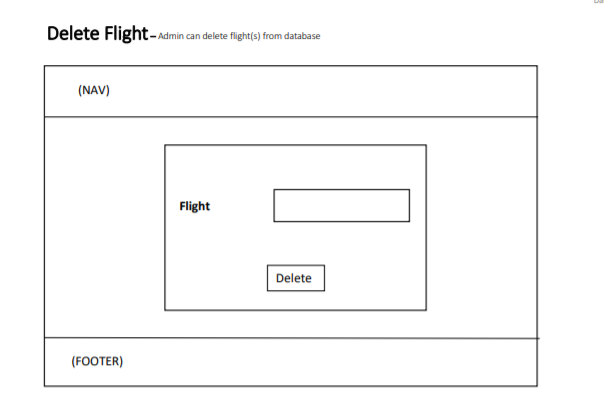 Delete Flight – Admin can delete flight(s) from database
(NAV)
Flight
Delete
(FOOTER)